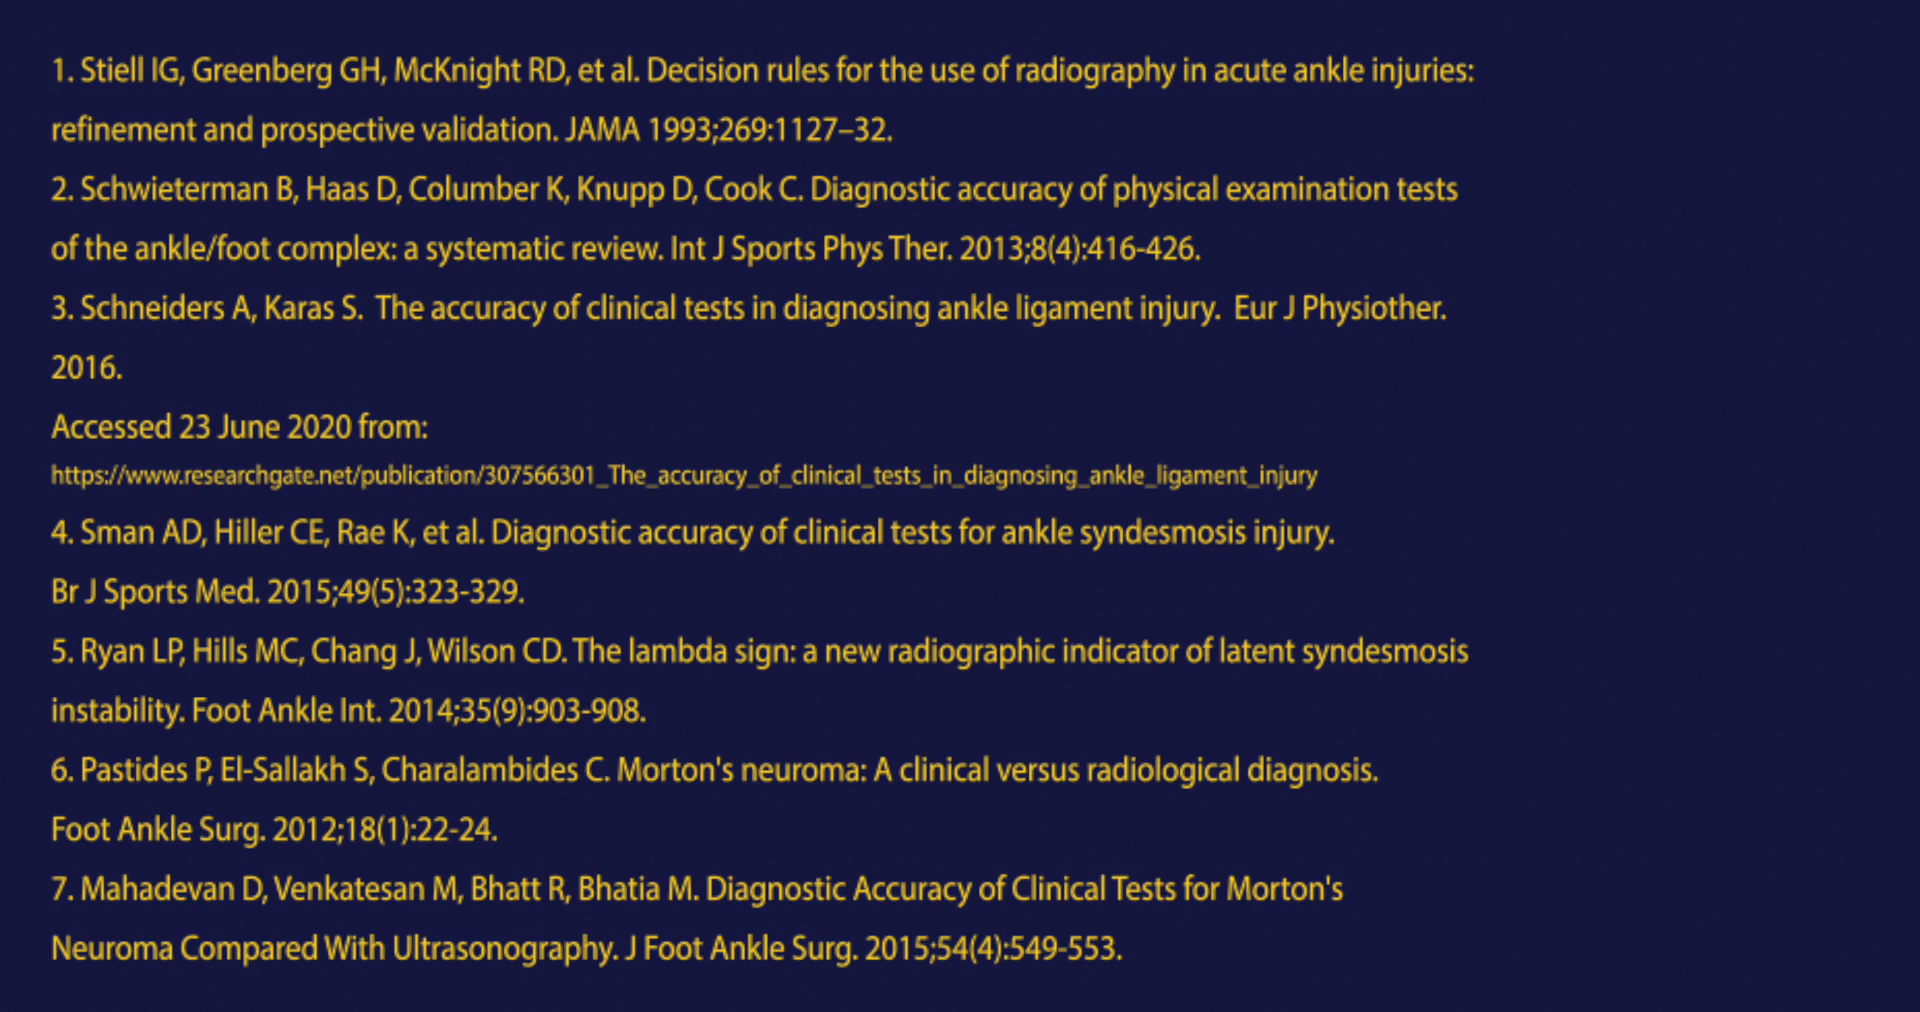 1. Stiell IG, Greenberg GH, McKnight RD, et al. Decision rules for the use of radiography in acute ankle injuries:
refinement and prospective validation. JAMA 1993;269:1127–32.
2. Schwieterman B, Haas D, Columber K, Knupp D, Cook C. Diagnostic accuracy of physical examination tests
of the ankle/foot complex: a systematic review. Int J Sports Phys Ther. 2013;8(4):416-426.
3. Schneiders A, Karas S.  The accuracy of clinical tests in diagnosing ankle ligament injury.  Eur J Physiother.
2016.
Accessed 23 June 2020 from:
https://www.researchgate.net/publication/307566301_The_accuracy_of_clinical_tests_in_diagnosing_ankle_ligament_injury
4. Sman AD, Hiller CE, Rae K, et al. Diagnostic accuracy of clinical tests for ankle syndesmosis injury.
Br J Sports Med. 2015;49(5):323-329.
5. Ryan LP, Hills MC, Chang J, Wilson CD. The lambda sign: a new radiographic indicator of latent syndesmosis
instability. Foot Ankle Int. 2014;35(9):903-908.
6. Pastides P, El-Sallakh S, Charalambides C. Morton's neuroma: A clinical versus radiological diagnosis.
Foot Ankle Surg. 2012;18(1):22-24.
7. Mahadevan D, Venkatesan M, Bhatt R, Bhatia M. Diagnostic Accuracy of Clinical Tests for Morton's
Neuroma Compared With Ultrasonography. J Foot Ankle Surg. 2015;54(4):549-553.